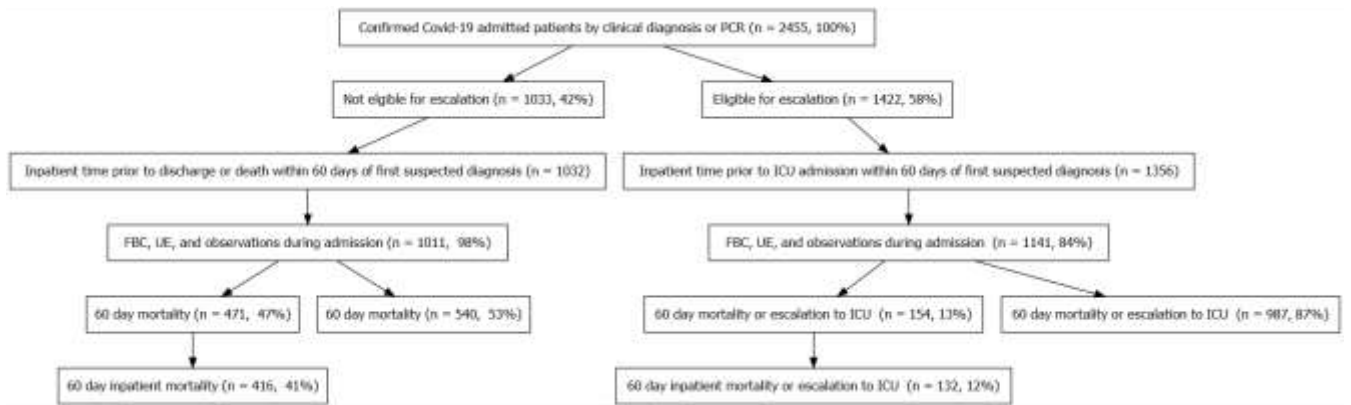 Confirmed Covid-19 admitted patients by clinical diagnosis or PCR (n = 2455, 100%)
Not elgible for escalation (n = 1033, 42%)
Eligible for escalation (n = 1422, 58%)
Inpatient time prior to discharge or death within 60 days of first suspected diagnosis (n = 1032)
Inpatient time prior to ICU admission within 60 days of first suspected diagnosis (n = 1356)
FBC, UE, and observations during admission (n = 1011, 98%)
FBC, UE, and observations during admission (n = 1141, 84%)
60 day mortality (n = 471, 47%)
60 day mortality (n = 540, 53%)
60 day mortality or escalation to ICU (n = 154, 13%)
60 day mortality or escalation to ICU (n = 987, 87%)
60 day inpatient mortality (n = 416, 41%)
60 day inpatient mortality or escalation to ICU (n = 132, 12%)